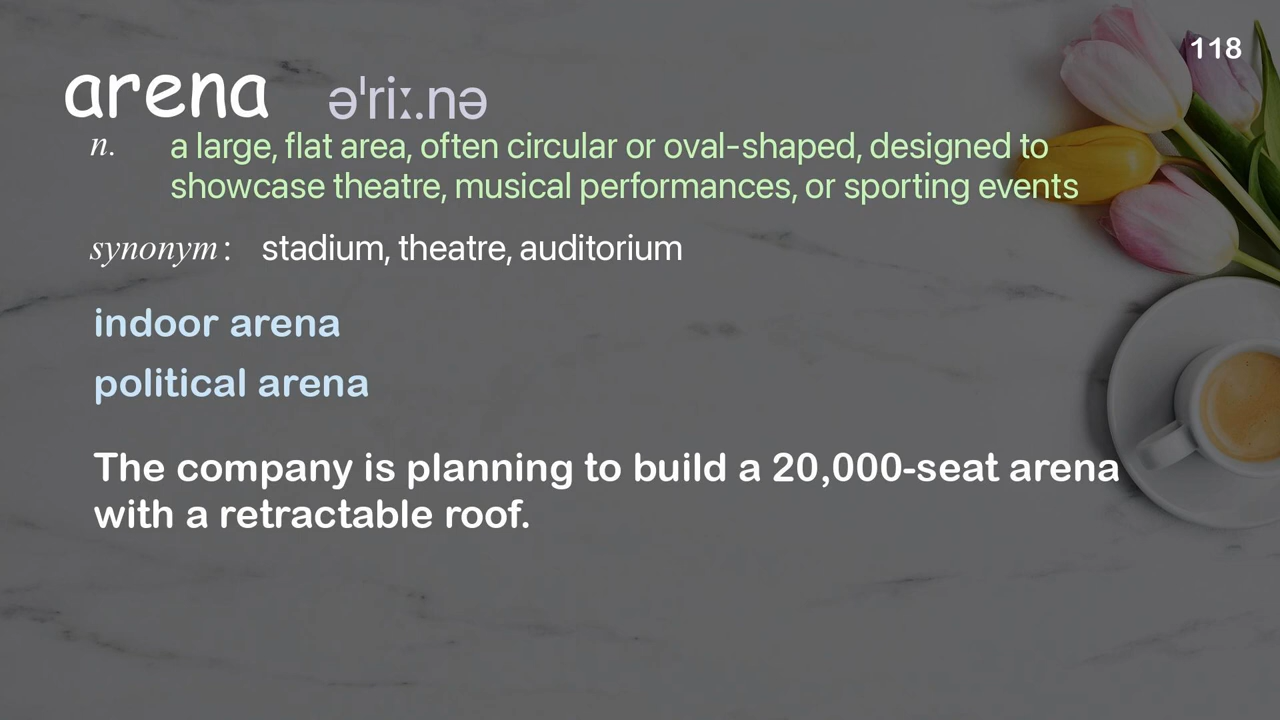 118
arena əˈriː.nə
n. a large, flat area, often circular or oval-shaped, designed to
showcase theatre, musical performances, or sporting events
synonym: stadium, theatre, auditorium
indoor arena
political arena
The company is planning to build a 20,000-seat arena
with a retractable roof.